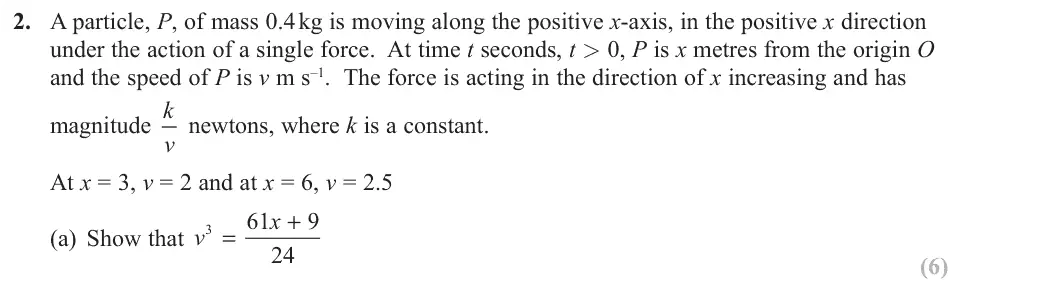 2. A particle, P, of mass 0.4 kg is moving along the positive x-axis, in the positive x direction
under the action of a single force. At time t seconds, t > 0, P is x metres from the origin O
and the speed of P is v m s⁻¹. The force is acting in the direction of x increasing and has
magnitude k/v newtons, where k is a constant.
At x = 3, v = 2 and at x = 6, v = 2.5
(a) Show that v³ = (61x + 9)/24
(6)